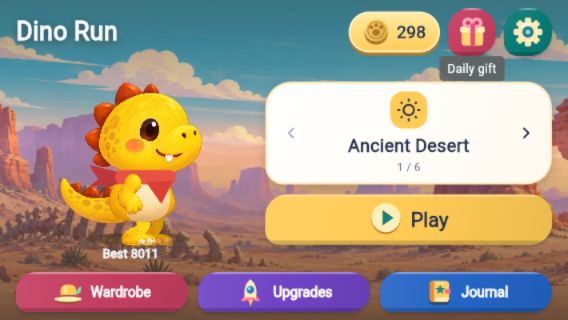 Dino Run
298
Daily gift
Ancient Desert
1 / 6
Play
Best 8011
Wardrobe
Upgrades
Journal